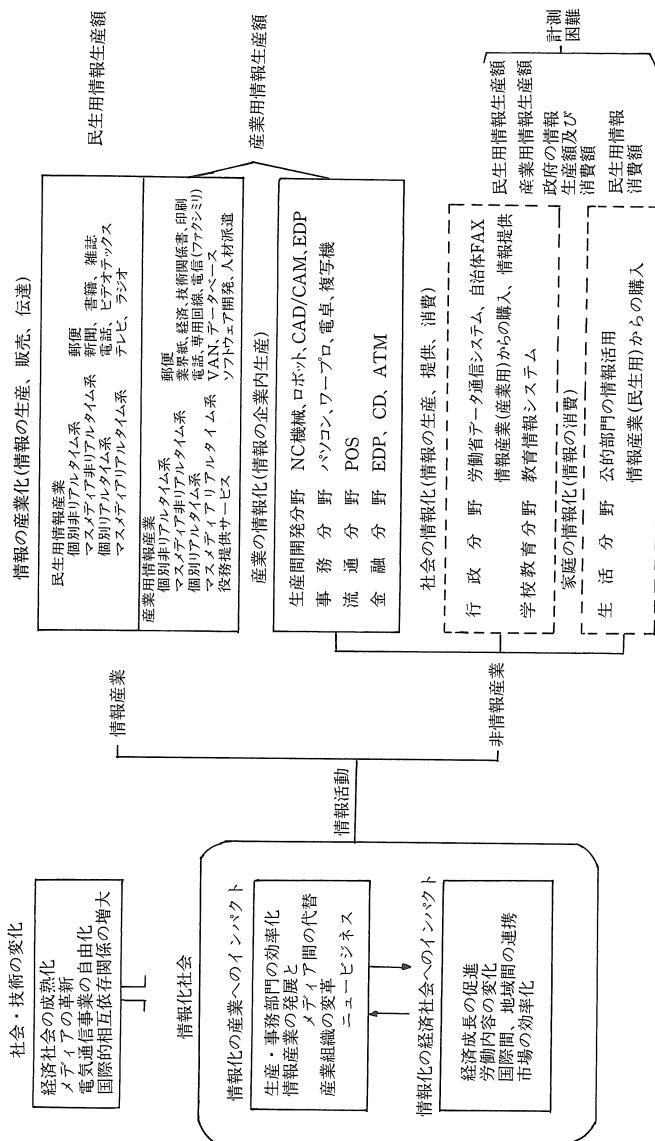 社会・技術の変化
経済社会の成熟化
メディアの革新
電気通信事業の自由化
国際的相互依存関係の増大
情報化社会
情報化の産業へのインパクト
生産・事務部門の効率化
情報産業の発展と
メディア間の代替
産業組織の変革
ニュービジネス
情報化の経済社会へのインパクト
経済成長の促進
労働内容の変化
国際間、地域間の連携
市場の効率化
情報活動
情報産業
非情報産業
情報の産業化(情報の生産、販売、伝達)
民生用情報産業
個別非リアルタイム系 郵便
マスメディア非リアルタイム系 新聞、書籍、雑誌
個別リアルタイム系 電話、ビデオテックス
マスメディアリアルタイム系 テレビ、ラジオ
産業用情報産業
個別非リアルタイム系 郵便
マスメディア非リアルタイム系 業界紙、経済、技術関係書、印刷
個別リアルタイム系 電話、専用回線、電信(ファクシミリ)
マスメディアリアルタイム系 VAN、データベース
役務提供サービス ソフトウェア開発、人材派遣
民生用情報生産額
産業用情報生産額
産業の情報化(情報の企業内生産)
生産間開発分野 NC機械、ロボット、CAD/CAM、EDP
事務分野 パソコン、ワープロ、電卓、複写機
流通分野 POS
金融分野 EDP、CD、ATM
社会の情報化(情報の生産、提供、消費)
行政分野 労働省データ通信システム、自治体FAX
情報産業(産業用)からの購入、情報提供
学校教育分野 教育情報システム
家庭の情報化(情報の消費)
生活分野 公的部門の情報活用
情報産業(民生用)からの購入
民生用情報生産額
産業用情報生産額
政府の情報
生産額及び
消費額
民生用情報
消費額
計測
困難